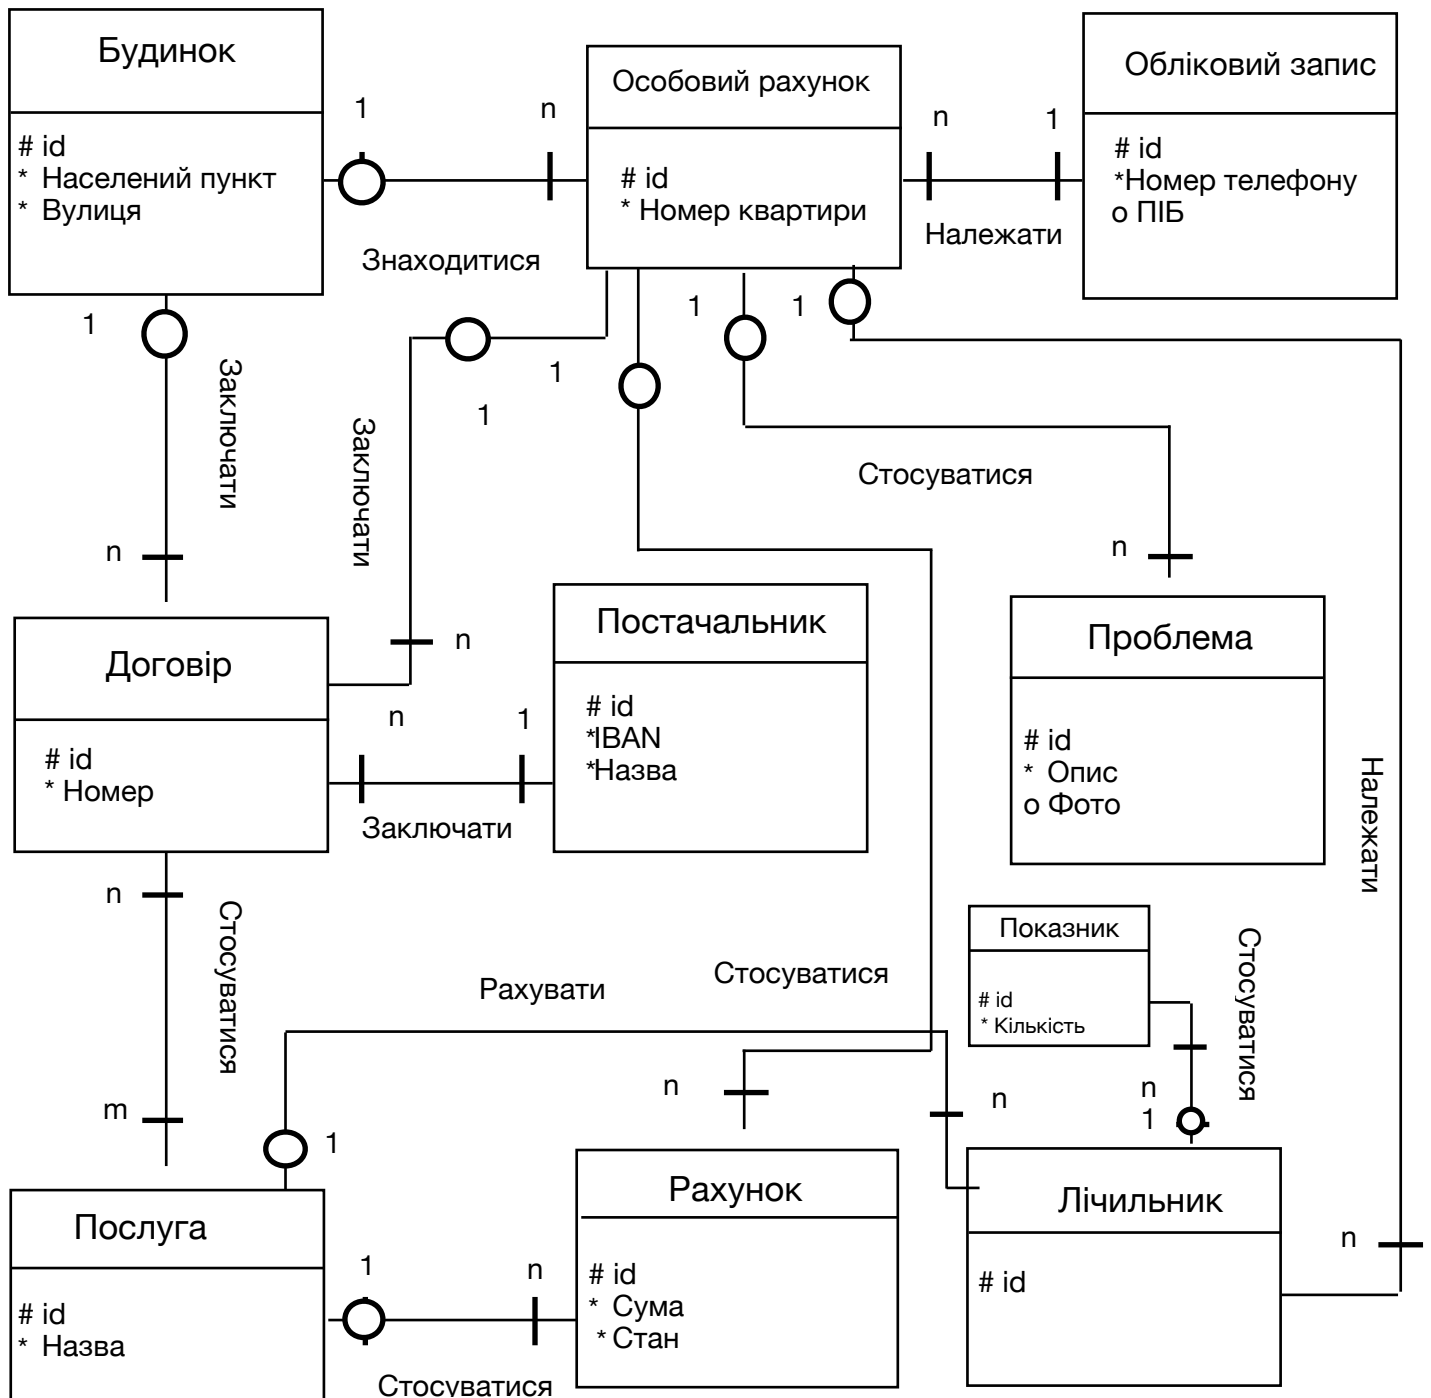 Будинок
# id
* Населений пункт
* Вулиця
1
n
Знаходитися
Особовий рахунок
# id
* Номер квартири
n
1
Належати
Обліковий запис
# id
*Номер телефону
о ПІБ
1
Заключати
n
1
1
Заключати
n
1
1
Стосуватися
n
Договір
# id
* Номер
n
1
Заключати
Постачальник
# id
*IBAN
*Назва
Проблема
# id
* Опис
о Фото
Належати
n
Стосуватися
m
Рахувати
Стосуватися
Показник
# id
* Кількість
Стосуватися
n
1
n
n
1
Послуга
# id
* Назва
1
n
Стосуватися
Рахунок
# id
* Сума
* Стан
Лічильник
# id
n